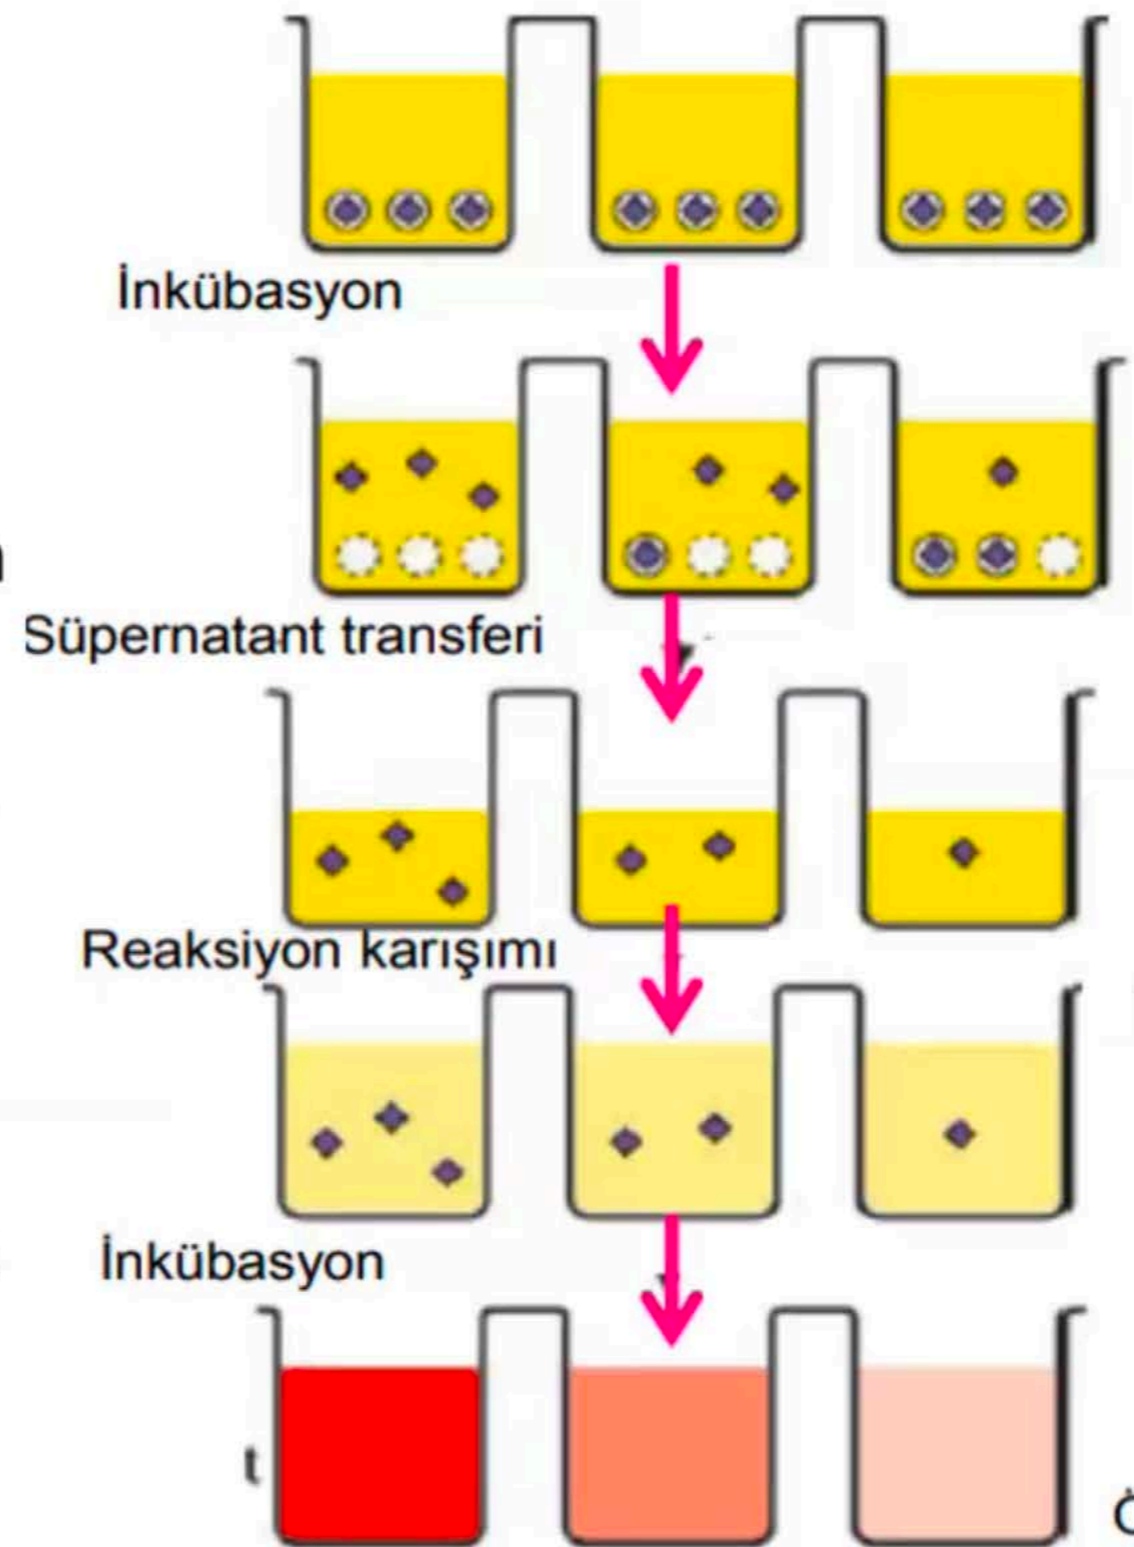 İnkübasyon
Süpernatant transferi
Reaksiyon karışımı
İnkübasyon
t